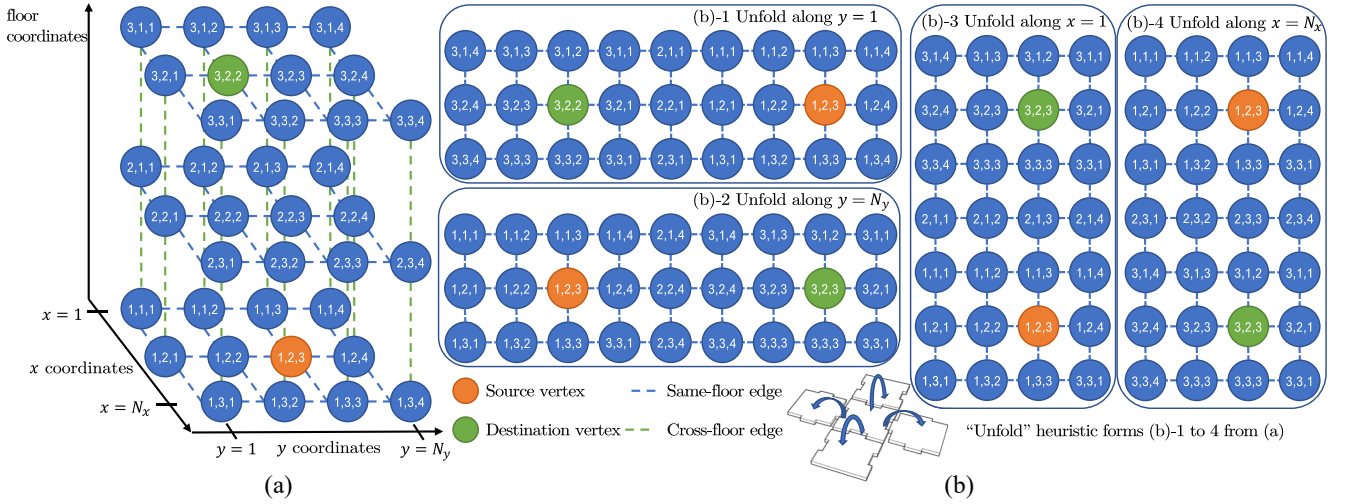 floor
coordinates
3,1,1 3,1,2 3,1,3 3,1,4
3,2,1 3,2,2 3,2,3 3,2,4
3,3,1 3,3,2 3,3,3 3,3,4
2,1,1 2,1,2 2,1,3 2,1,4
2,2,1 2,2,2 2,2,3 2,2,4
2,3,1 2,3,2 2,3,3 2,3,4
1,1,1 1,1,2 1,1,3 1,1,4
1,2,1 1,2,2 1,2,3 1,2,4
1,3,1 1,3,2 1,3,3 1,3,4
x = 1
x coordinates
x = Nₓ
y = 1
y coordinates
y = N_y
(a)
(b)-1 Unfold along y = 1
3,1,4 3,1,3 3,1,2 3,1,1 2,1,1 1,1,1 1,1,2 1,1,3 1,1,4
3,2,4 3,2,3 3,2,2 3,2,1 2,2,1 1,2,1 1,2,2 1,2,3 1,2,4
3,3,4 3,3,3 3,3,2 3,3,1 2,3,1 1,3,1 1,3,2 1,3,3 1,3,4
(b)-2 Unfold along y = N_y
1,1,1 1,1,2 1,1,3 1,1,4 2,1,4 3,1,4 3,1,3 3,1,2 3,1,1
1,2,1 1,2,2 1,2,3 1,2,4 2,2,4 3,2,4 3,2,3 3,2,3 3,2,1
1,3,1 1,3,2 3,3,4 3,3,3 3,3,3 3,3,1
Source vertex
Same-floor edge
Destination vertex
Cross-floor edge
(b)-3 Unfold along x = 1
3,1,4 3,1,3 3,1,2 3,1,1
3,2,4 3,2,3 3,2,3 3,2,1
3,3,4 3,3,3 3,3,3 3,3,1
2,1,1 2,1,2 2,1,3 2,1,4
1,1,1 1,1,2 1,1,3 1,1,4
1,2,1 1,2,2 1,2,3 1,2,4
1,3,1 1,3,2 1,3,3 1,3,4
(b)-4 Unfold along x = Nₓ
1,1,1 1,1,2 1,1,3 1,1,4
1,2,1 1,2,2 1,2,3 1,2,4
1,3,1 1,3,2 1,3,3 3,3,1
2,3,1 2,3,2 2,3,3 2,3,4
3,1,4 3,1,3 3,1,2 3,1,1
3,2,4 3,2,3 3,2,3 3,2,1
3,3,4 3,3,3 3,3,3 3,3,1
“Unfold” heuristic forms (b)-1 to 4 from (a)
(b)